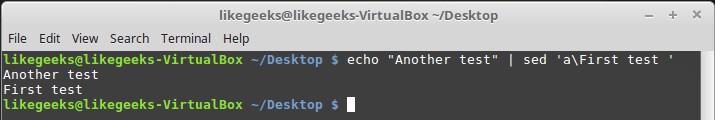 likegeeks@likegeeks-VirtualBox ~/Desktop
File Edit View Search Terminal Help
likegeeks@likegeeks-VirtualBox ~/Desktop $ echo "Another test" | sed 'a\First test '
Another test
First test
likegeeks@likegeeks-VirtualBox ~/Desktop $